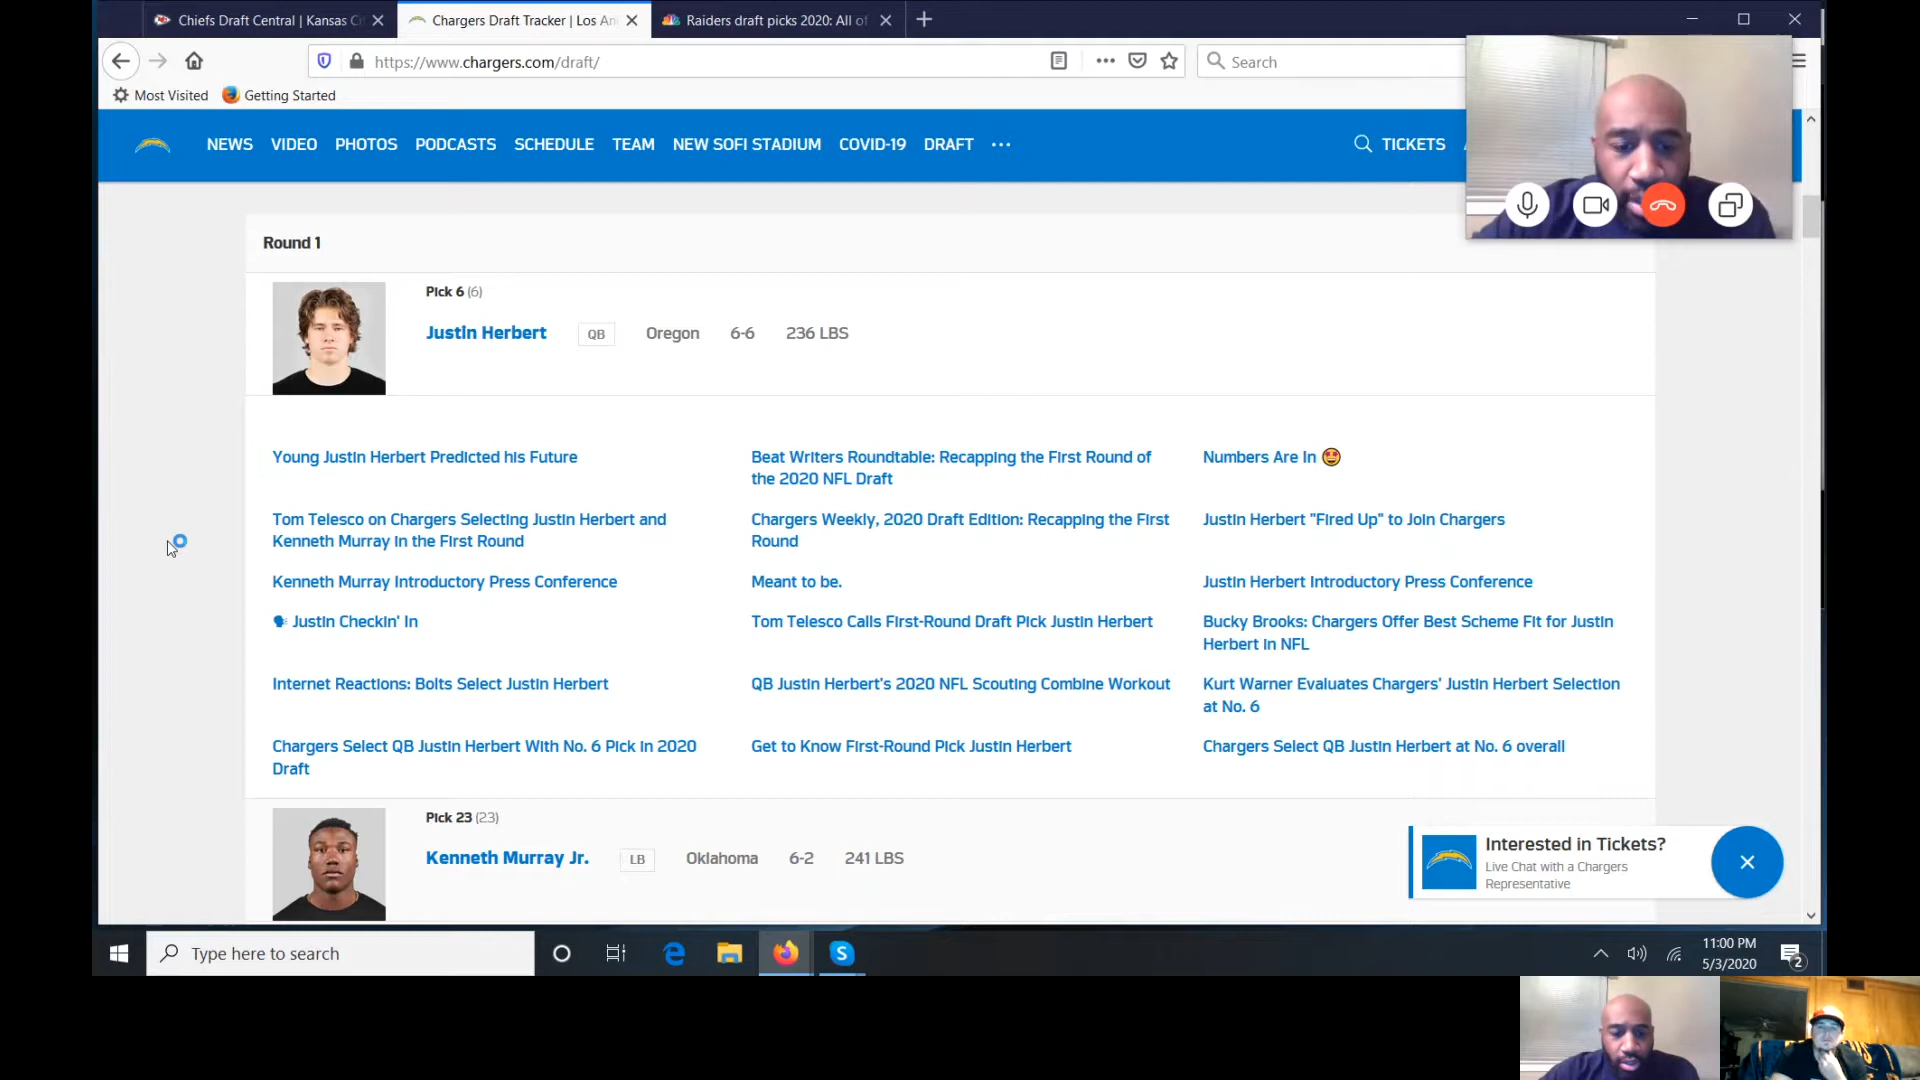 Chiefs Draft Central | Kansas C
Chargers Draft Tracker | Los An
Raiders draft picks 2020: All of
https://www.chargers.com/draft/
Search
Most Visited
Getting Started
NEWS VIDEO PHOTOS PODCASTS SCHEDULE TEAM NEW SOFI STADIUM COVID-19 DRAFT
TICKETS
Round 1
Pick 6 (6)
Justin Herbert QB Oregon 6-6 236 LBS
Young Justin Herbert Predicted his Future
Beat Writers Roundtable: Recapping the First Round of
the 2020 NFL Draft
Numbers Are In
Tom Telesco on Chargers Selecting Justin Herbert and
Kenneth Murray in the First Round
Chargers Weekly, 2020 Draft Edition: Recapping the First
Round
Justin Herbert "Fired Up" to Join Chargers
Kenneth Murray Introductory Press Conference
Meant to be.
Justin Herbert Introductory Press Conference
Justin Checkin' In
Tom Telesco Calls First-Round Draft Pick Justin Herbert
Bucky Brooks: Chargers Offer Best Scheme Fit for Justin
Herbert in NFL
Internet Reactions: Bolts Select Justin Herbert
QB Justin Herbert's 2020 NFL Scouting Combine Workout
Kurt Warner Evaluates Chargers' Justin Herbert Selection
at No. 6
Chargers Select QB Justin Herbert With No. 6 Pick in 2020
Draft
Get to Know First-Round Pick Justin Herbert
Chargers Select QB Justin Herbert at No. 6 overall
Pick 23 (23)
Kenneth Murray Jr. LB Oklahoma 6-2 241 LBS
Interested in Tickets?
Live Chat with a Chargers
Representative
Type here to search
11:00 PM
5/3/2020
2